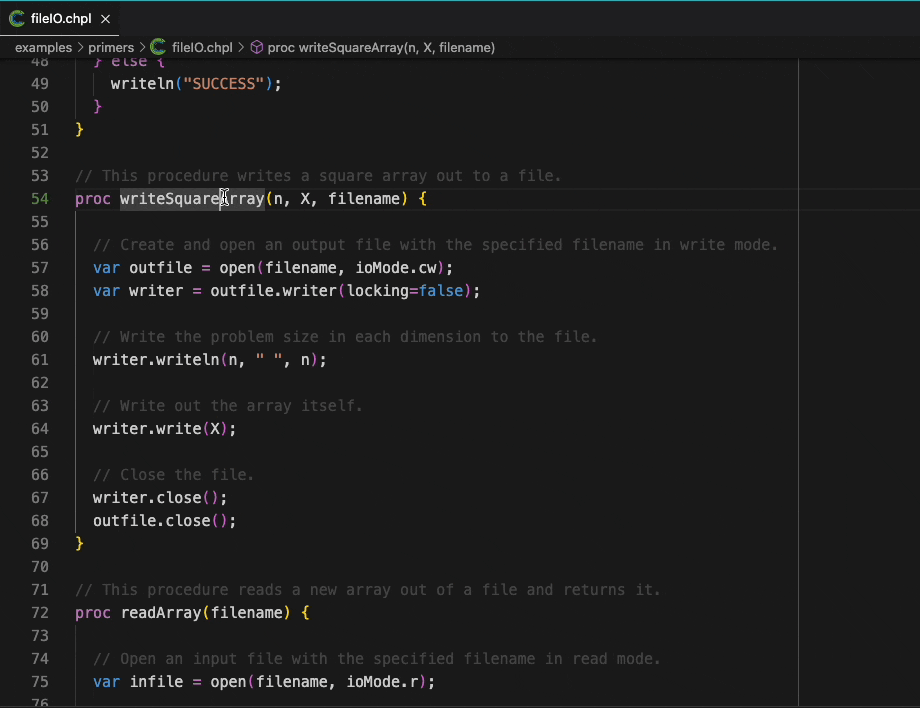 fileIO.chpl ×
examples > primers > fileIO.chpl > proc writeSquareArray(n, X, filename)
48 } else {
49 writeln("SUCCESS");
50 }
51 }
52
53 // This procedure writes a square array out to a file.
54 proc writeSquareArray(n, X, filename) {
55
56 // Create and open an output file with the specified filename in write mode.
57 var outfile = open(filename, ioMode.cw);
58 var writer = outfile.writer(locking=false);
59
60 // Write the problem size in each dimension to the file.
61 writer.writeln(n, " ", n);
62
63 // Write out the array itself.
64 writer.write(X);
65
66 // Close the file.
67 writer.close();
68 outfile.close();
69 }
70
71 // This procedure reads a new array out of a file and returns it.
72 proc readArray(filename) {
73
74 // Open an input file with the specified filename in read mode.
75 var infile = open(filename, ioMode.r);
76